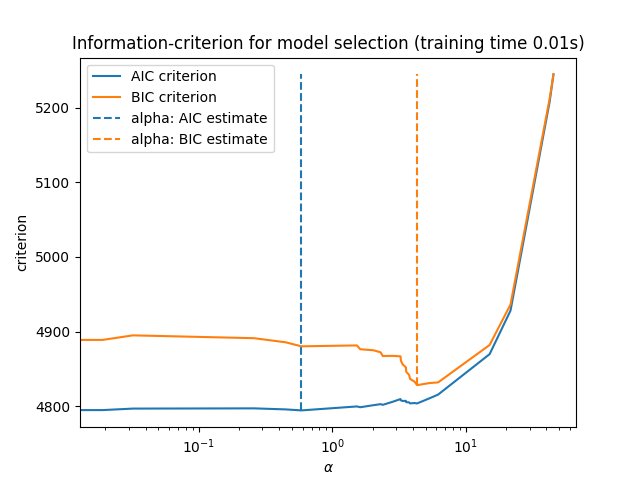 Information-criterion for model selection (training time 0.01s)
AIC criterion
BIC criterion
alpha: AIC estimate
alpha: BIC estimate
criterion
5200
5100
5000
4900
4800
10⁻¹ 10⁰ 10¹
α